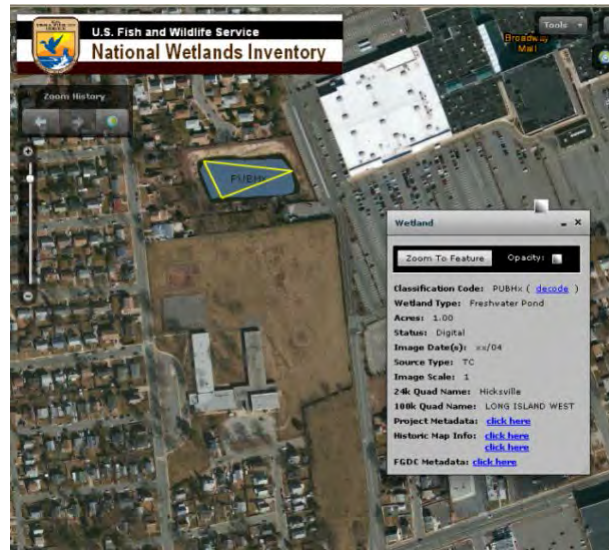 U.S. Fish and Wildlife Service
National Wetlands Inventory
Tools
Broadway
Mall
Zoom History
PUBHx
Wetland
Zoom To Feature
Opacity:
Classification Code: PUBHx ( decode )
Wetland Type: Freshwater Pond
Acres: 1.00
Status: Digital
Image Date(s): xx/04
Source Type: TC
Image Scale: 1
24k Quad Name: Hicksville
100k Quad Name: LONG ISLAND WEST
Project Metadata: click here
Historic Map Info: click here
click here
FGDC Metadata: click here